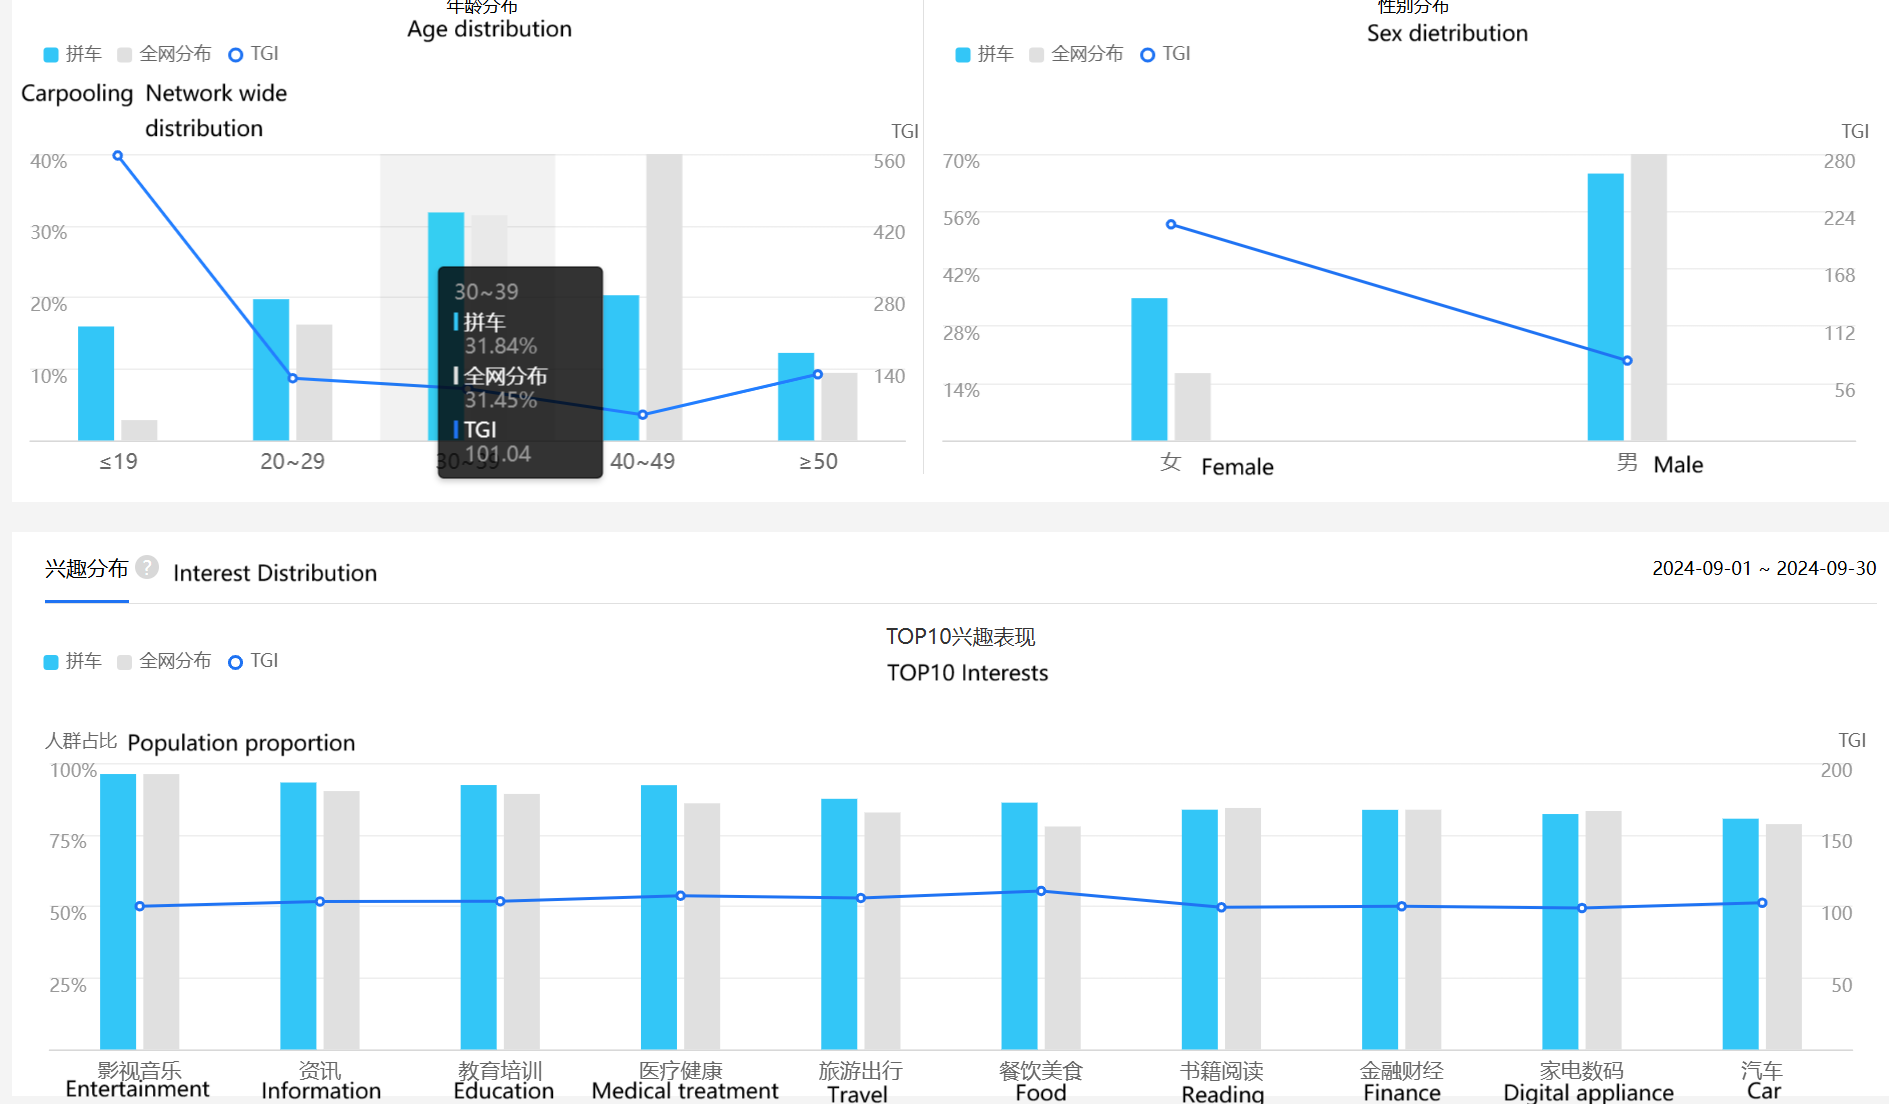 年龄分布
Age distribution
拼车 全网分布 TGI
Carpooling Network wide
distribution
TGI
40% 560
30% 420
20% 280
10% 140
≤19 20~29 30~39 40~49 ≥50
30~39
拼车
31.84%
全网分布
31.45%
TGI
101.04
性别分布
Sex dietribution
拼车 全网分布 TGI
TGI
70% 280
56% 224
42% 168
28% 112
14% 56
女 Female 男 Male
兴趣分布 ? Interest Distribution 2024-09-01 ~ 2024-09-30
TOP10兴趣表现
拼车 全网分布 TGI
TOP10 Interests
人群占比 Population proportion TGI
100% 200
75% 150
50% 100
25% 50
影视音乐 资讯 教育培训 医疗健康 旅游出行 餐饮美食 书籍阅读 金融财经 家电数码 汽车
Entertainment Information Education Medical treatment Travel Food Reading Finance Digital appliance Car